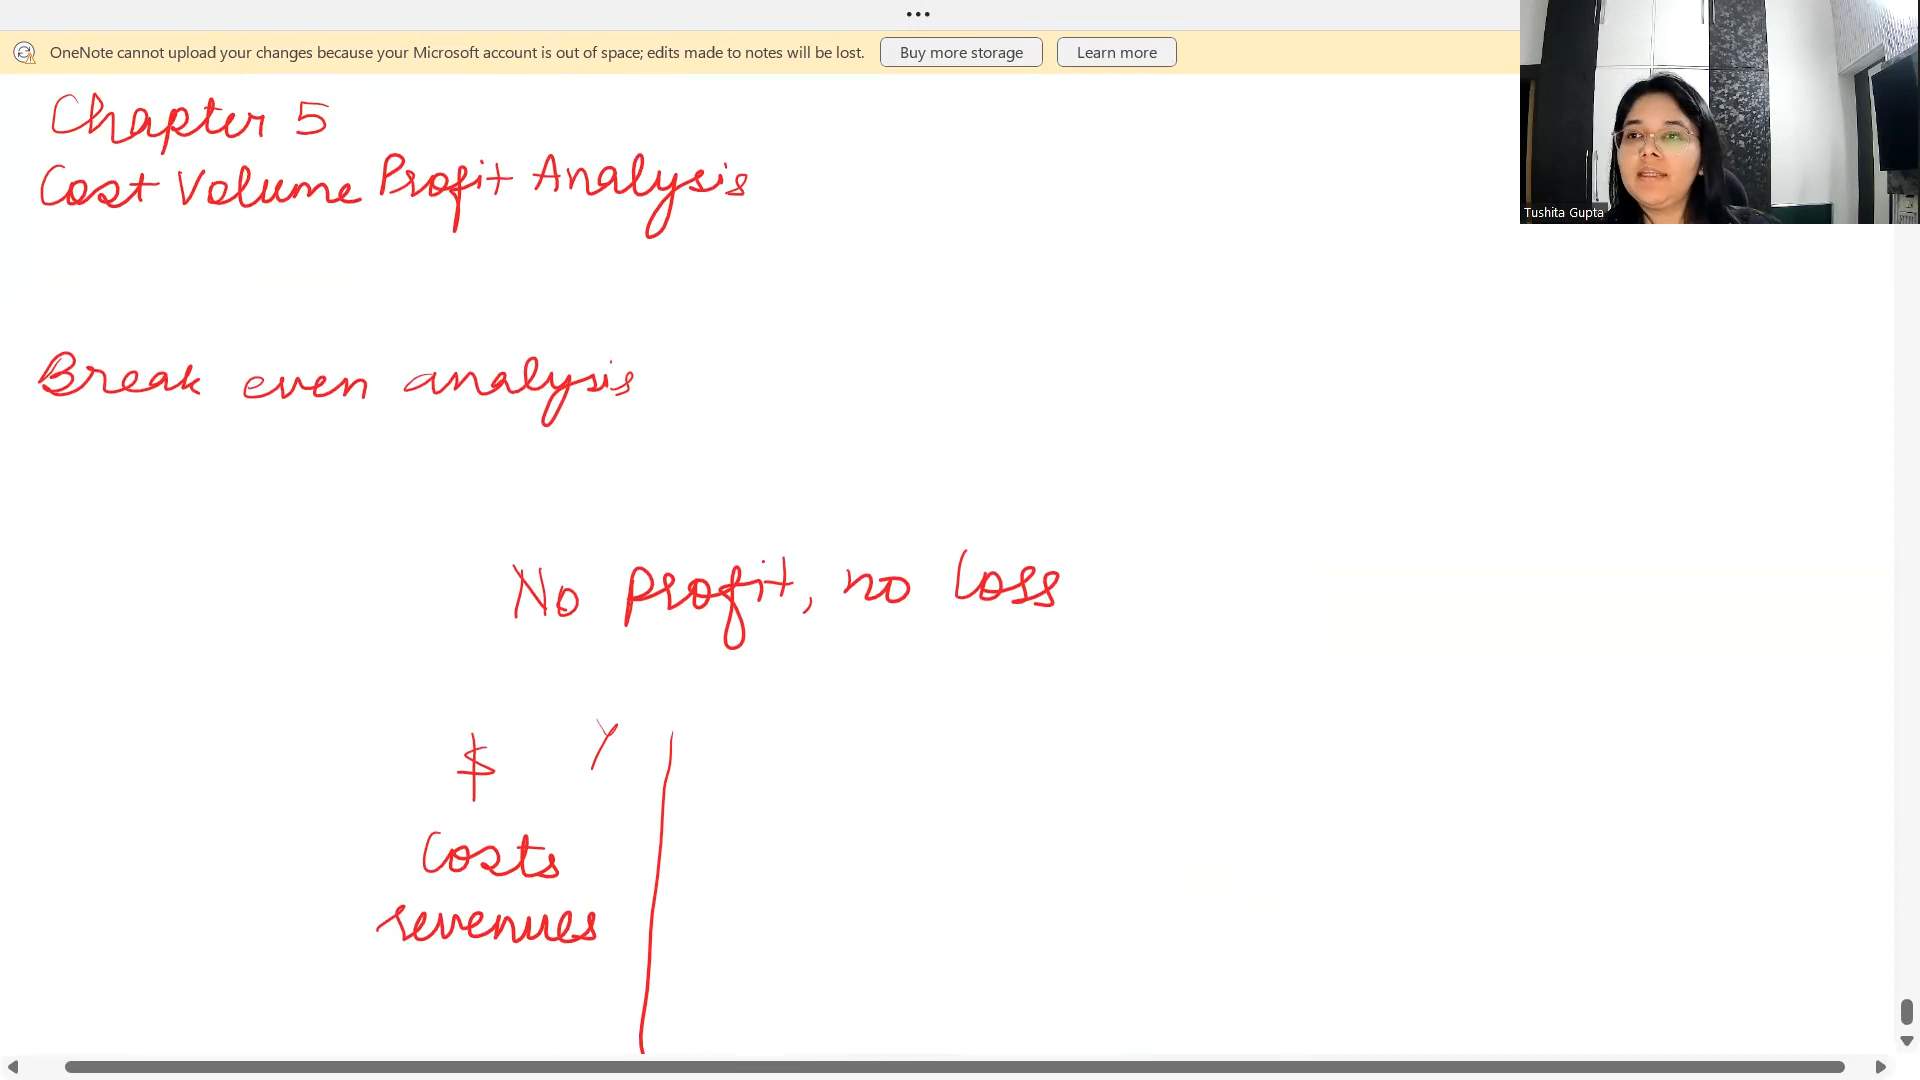 OneNote cannot upload your changes because your Microsoft account is out of space; edits made to notes will be lost. Buy more storage Learn more
Tushita Gupta
Chapter 5
Cost Volume Profit Analysis
Break even analysis
No profit, no loss
$ Y
Costs
revenues